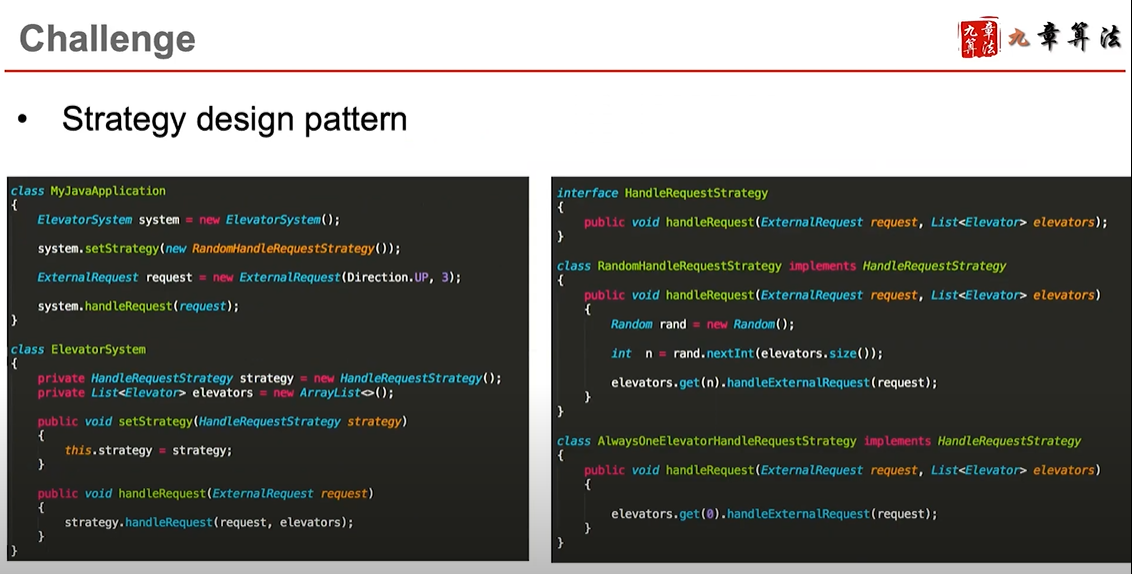 Challenge
九章算法 九章算法
• Strategy design pattern
class MyJavaApplication
{
ElevatorSystem system = new ElevatorSystem();
system.setStrategy(new RandomHandleRequestStrategy());
ExternalRequest request = new ExternalRequest(Direction.UP, 3);
system.handleRequest(request);
}
class ElevatorSystem
{
private HandleRequestStrategy strategy = new HandleRequestStrategy();
private List<Elevator> elevators = new ArrayList<>();
public void setStrategy(HandleRequestStrategy strategy)
{
this.strategy = strategy;
}
public void handleRequest(ExternalRequest request)
{
strategy.handleRequest(request, elevators);
}
}
interface HandleRequestStrategy
{
public void handleRequest(ExternalRequest request, List<Elevator> elevators);
}
class RandomHandleRequestStrategy implements HandleRequestStrategy
{
public void handleRequest(ExternalRequest request, List<Elevator> elevators)
{
Random rand = new Random();
int n = rand.nextInt(elevators.size());
elevators.get(n).handleExternalRequest(request);
}
}
class AlwaysOneElevatorHandleRequestStrategy implements HandleRequestStrategy
{
public void handleRequest(ExternalRequest request, List<Elevator> elevators)
{
elevators.get(0).handleExternalRequest(request);
}
}